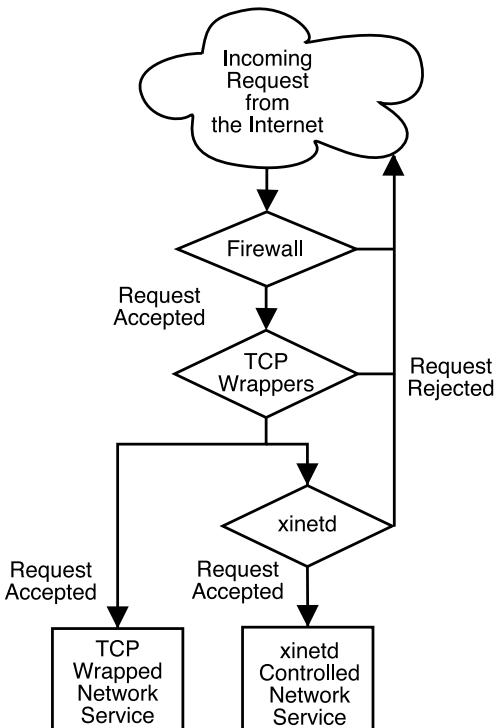 Incoming
Request
from
the Internet
Firewall
Request
Accepted
TCP
Wrappers
Request
Rejected
xinetd
Request
Accepted
Request
Accepted
TCP
Wrapped
Network
Service
xinetd
Controlled
Network
Service